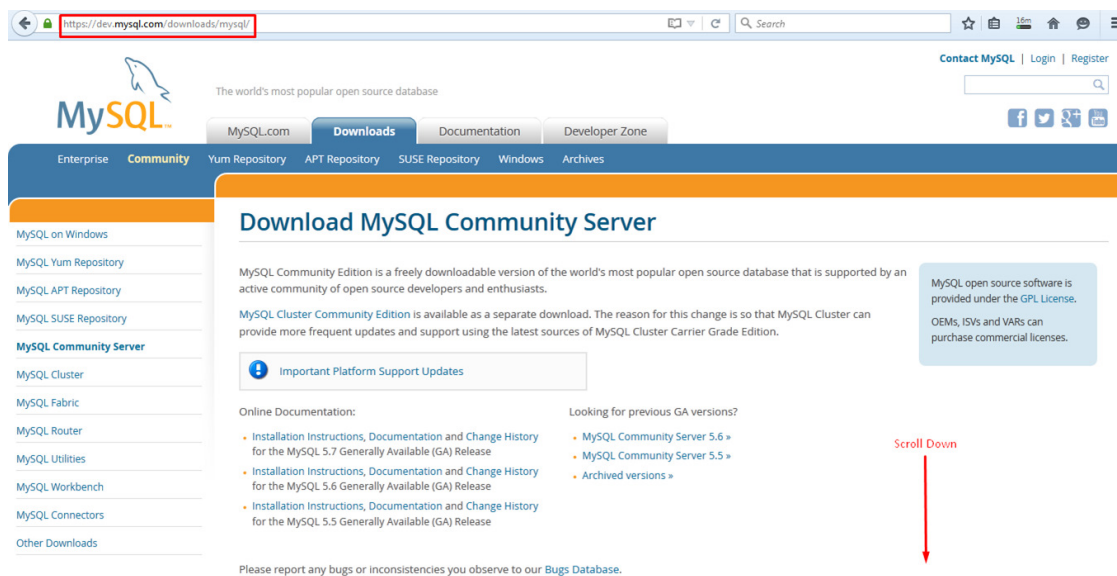 https://dev.mysql.com/downloads/mysql/
Search
16m
Contact MySQL | Login | Register
MySQL
The world's most popular open source database
MySQL.com
Downloads
Documentation
Developer Zone
Enterprise
Community
Yum Repository
APT Repository
SUSE Repository
Windows
Archives
MySQL on Windows
MySQL Yum Repository
MySQL APT Repository
MySQL SUSE Repository
MySQL Community Server
MySQL Cluster
MySQL Fabric
MySQL Router
MySQL Utilities
MySQL Workbench
MySQL Connectors
Other Downloads
Download MySQL Community Server
MySQL Community Edition is a freely downloadable version of the world's most popular open source database that is supported by an
active community of open source developers and enthusiasts.
MySQL Cluster Community Edition is available as a separate download. The reason for this change is so that MySQL Cluster can
provide more frequent updates and support using the latest sources of MySQL Cluster Carrier Grade Edition.
Important Platform Support Updates
Online Documentation:
Installation Instructions, Documentation and Change History
for the MySQL 5.7 Generally Available (GA) Release
Installation Instructions, Documentation and Change History
for the MySQL 5.6 Generally Available (GA) Release
Installation Instructions, Documentation and Change History
for the MySQL 5.5 Generally Available (GA) Release
Looking for previous GA versions?
MySQL Community Server 5.6 »
MySQL Community Server 5.5 »
Archived versions »
Please report any bugs or inconsistencies you observe to our Bugs Database.
MySQL open source software is
provided under the GPL License.
OEMs, ISVs and VARs can
purchase commercial licenses.
Scroll Down